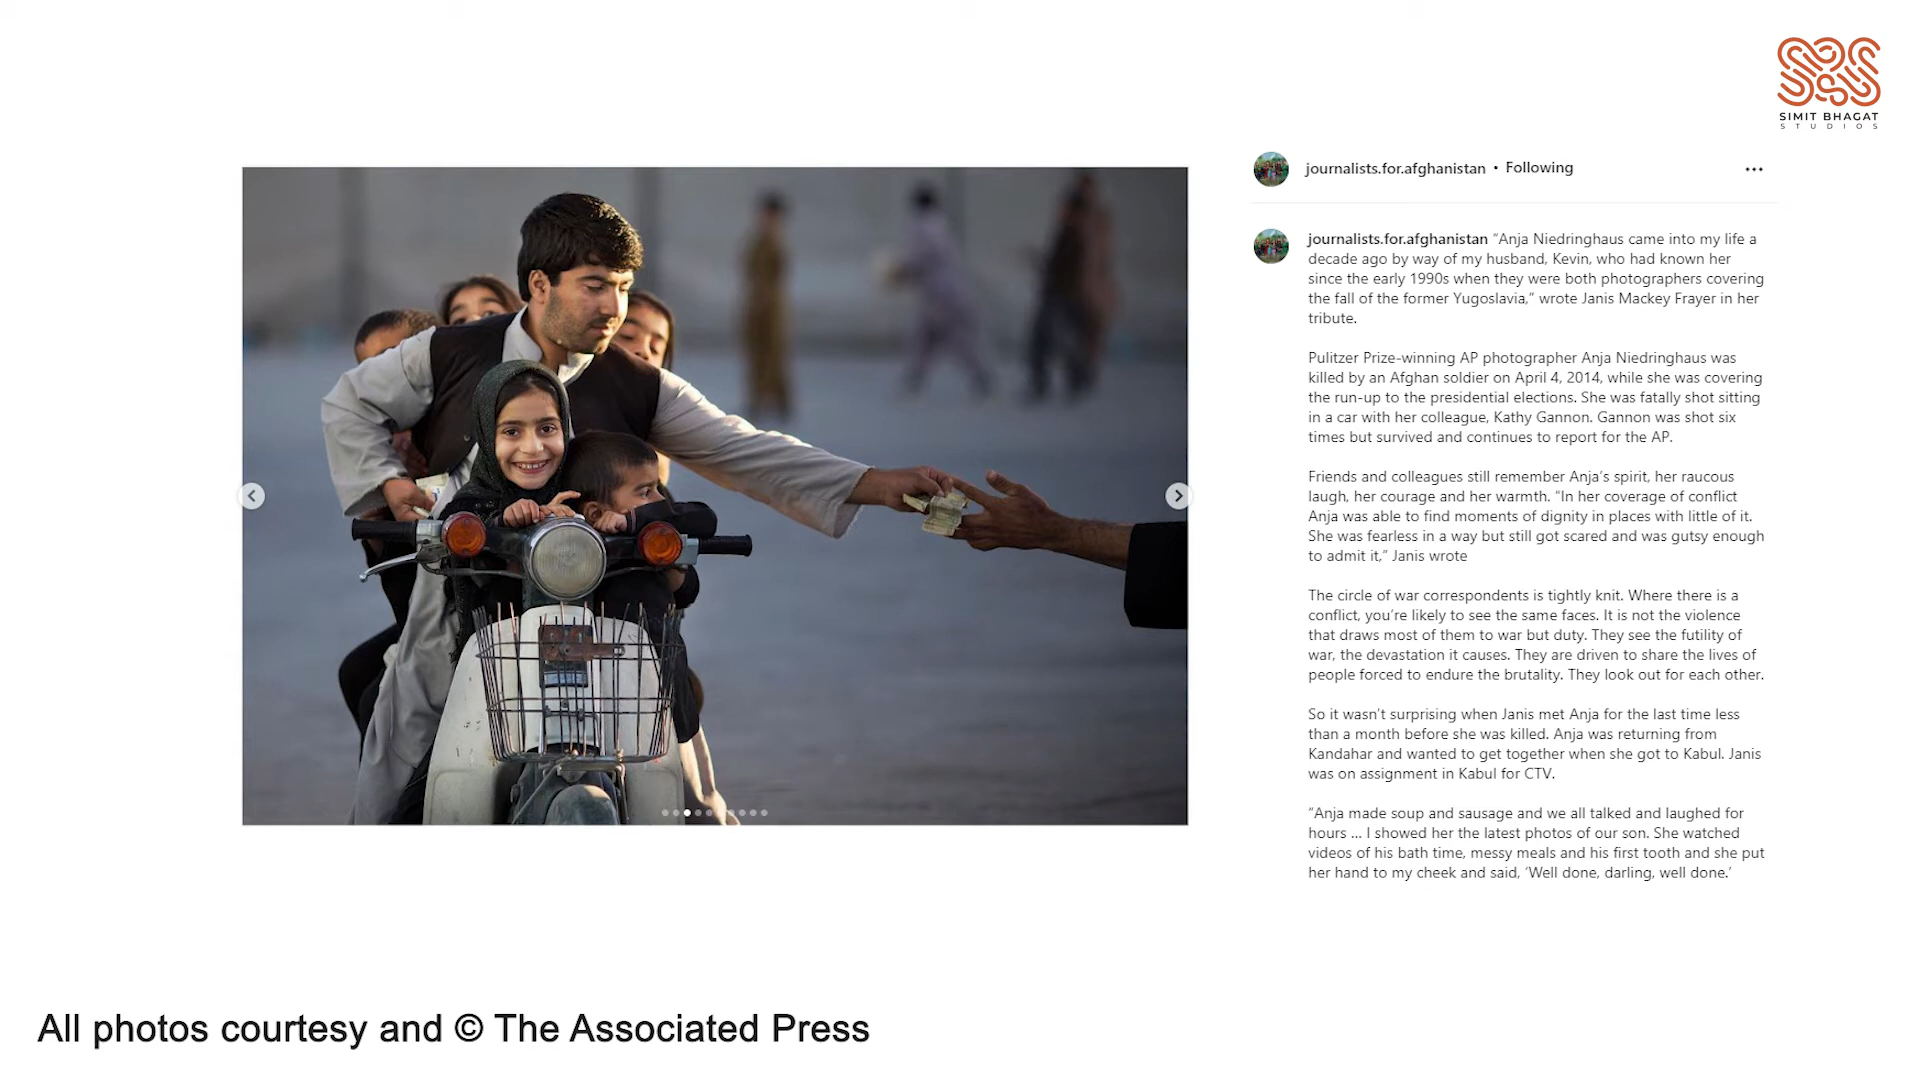 SIMIT BHAGAT
STUDIOS
journalists.for.afghanistan • Following
journalists.for.afghanistan “Anja Niedringhaus came into my life a
decade ago by way of my husband, Kevin, who had known her
since the early 1990s when they were both photographers covering
the fall of the former Yugoslavia,” wrote Janis Mackey Frayer in her
tribute.
Pulitzer Prize-winning AP photographer Anja Niedringhaus was
killed by an Afghan soldier on April 4, 2014, while she was covering
the run-up to the presidential elections. She was fatally shot sitting
in a car with her colleague, Kathy Gannon. Gannon was shot six
times but survived and continues to report for the AP.
Friends and colleagues still remember Anja’s spirit, her raucous
laugh, her courage and her warmth. “In her coverage of conflict
Anja was able to find moments of dignity in places with little of it.
She was fearless in a way but still got scared and was gutsy enough
to admit it,” Janis wrote
The circle of war correspondents is tightly knit. Where there is a
conflict, you’re likely to see the same faces. It is not the violence
that draws most of them to war but duty. They see the futility of
war, the devastation it causes. They are driven to share the lives of
people forced to endure the brutality. They look out for each other.
So it wasn’t surprising when Janis met Anja for the last time less
than a month before she was killed. Anja was returning from
Kandahar and wanted to get together when she got to Kabul. Janis
was on assignment in Kabul for CTV.
“Anja made soup and sausage and we all talked and laughed for
hours ... I showed her the latest photos of our son. She watched
videos of his bath time, messy meals and his first tooth and she put
her hand to my cheek and said, ‘Well done, darling, well done.’
All photos courtesy and © The Associated Press